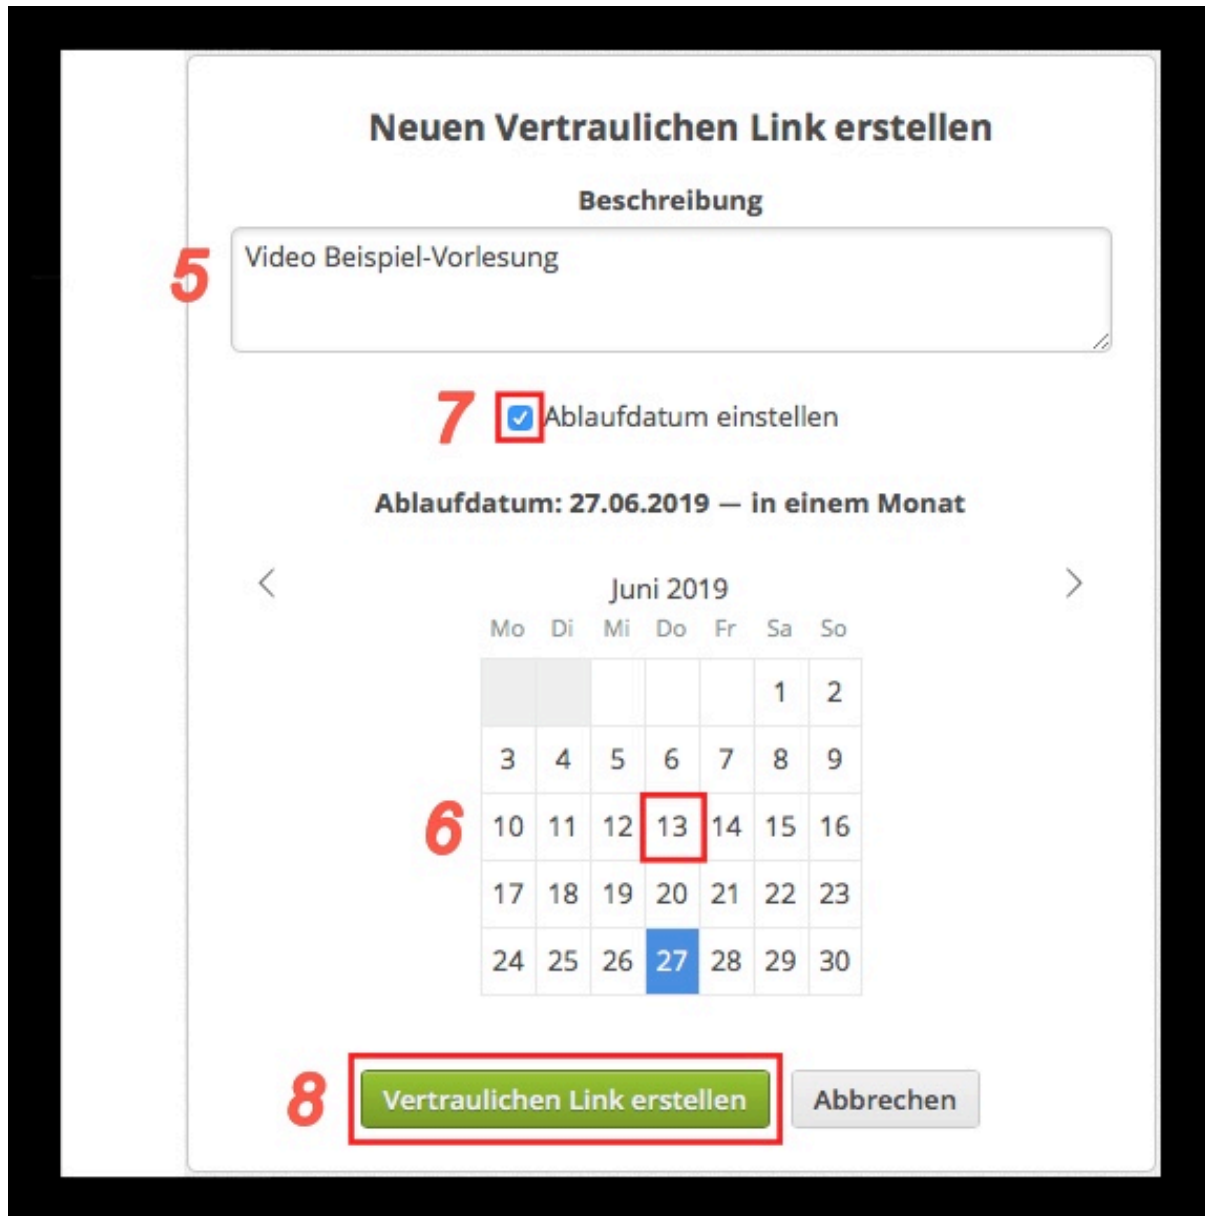 Neuen Vertraulichen Link erstellen
Beschreibung
5 Video Beispiel-Vorlesung
7 Ablaufdatum einstellen
Ablaufdatum: 27.06.2019 — in einem Monat
Juni 2019
Mo Di Mi Do Fr Sa So
1 2
3 4 5 6 7 8 9
6 10 11 12 13 14 15 16
17 18 19 20 21 22 23
24 25 26 27 28 29 30
8 Vertraulichen Link erstellen Abbrechen